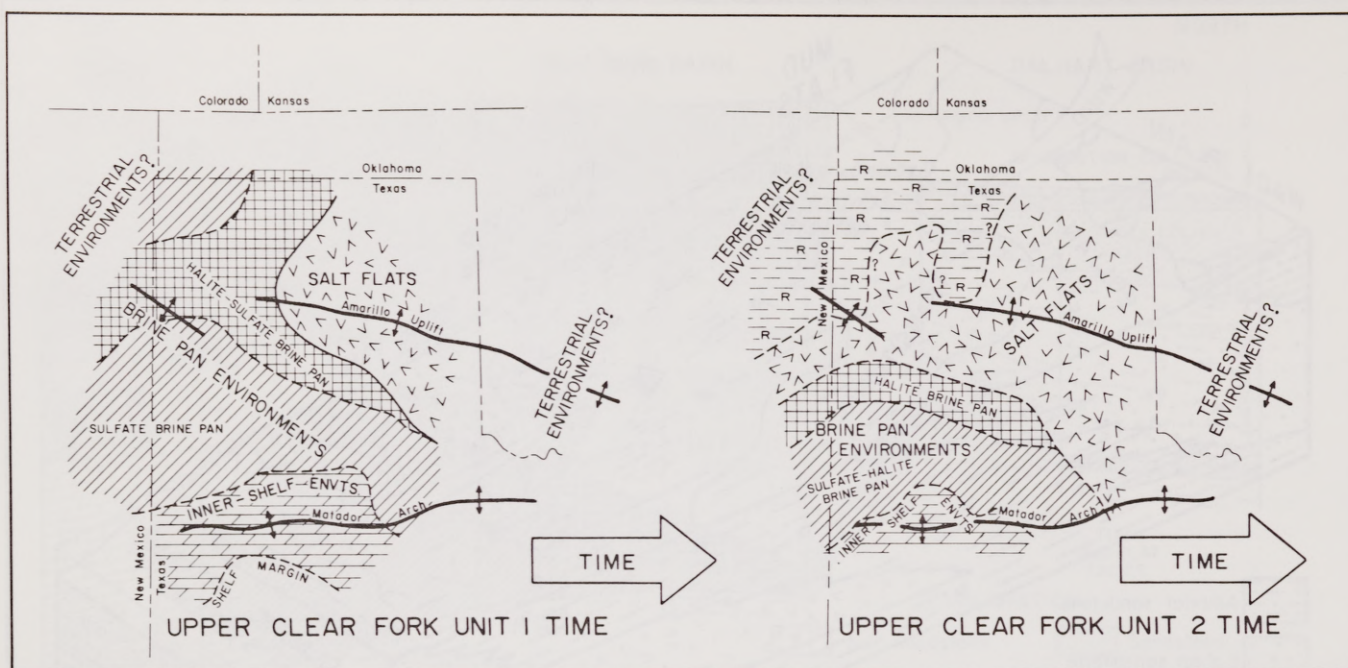 Colorado
Kansas
Oklahoma
Texas
TERRESTRIAL
ENVIRONMENTS?
SALT FLATS
HALITE-SULFATE BRINE PAN
Amarillo Uplift
BRINE PAN ENVIRONMENTS
SULFATE BRINE PAN
TERRESTRIAL
ENVIRONMENTS?
INNER-SHELF-ENVTS
Matador Arch
New Mexico
Texas
SHELF MARGIN
TIME
UPPER CLEAR FORK UNIT 1 TIME
Colorado
Kansas
R
Oklahoma
R
Texas
TERRESTRIAL
ENVIRONMENTS?
R
R
R
?
New Mexico
R
?
?
R
R
SALT FLATS
Amarillo Uplift
R
HALITE BRINE PAN
TERRESTRIAL
ENVIRONMENTS?
BRINE PAN
ENVIRONMENTS
SULFATE-HALITE
BRINE PAN
INNER SHELF ENVTS
Matador Arch
TIME
UPPER CLEAR FORK UNIT 2 TIME